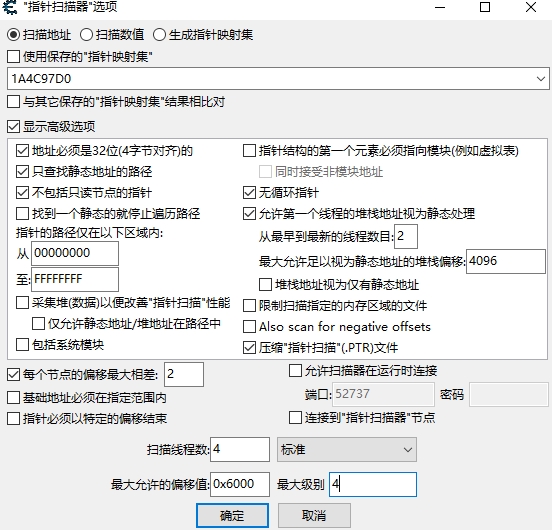 "指针扫描器"选项
扫描地址 扫描数值 生成指针映射集
使用保存的"指针映射集"
1A4C97D0
与其它保存的"指针映射集"结果相比对
显示高级选项
地址必须是32位(4字节对齐)的
只查找静态地址的路径
不包括只读节点的指针
找到一个静态的就停止遍历路径
指针的路径仅在以下区域内:
从 00000000
至: FFFFFFFF
采集堆(数据)以便改善"指针扫描"性能
仅允许静态地址/堆地址在路径中
包括系统模块
指针结构的第一个元素必须指向模块(例如虚拟表)
同时接受非模块地址
无循环指针
允许第一个线程的堆栈地址视为静态处理
从最早到最新的线程数目: 2
最大允许足以视为静态地址的堆栈偏移: 4096
堆栈地址视为仅有静态地址
限制扫描指定的内存区域的文件
Also scan for negative offsets
压缩"指针扫描"(.PTR)文件
每个节点的偏移最大相差: 2
基础地址必须在指定范围内
指针必须以特定的偏移结束
允许扫描器在运行时连接
端口: 52737 密码
连接到"指针扫描器"节点
扫描线程数: 4 标准
最大允许的偏移值: 0x6000 最大级别 4
确定 取消